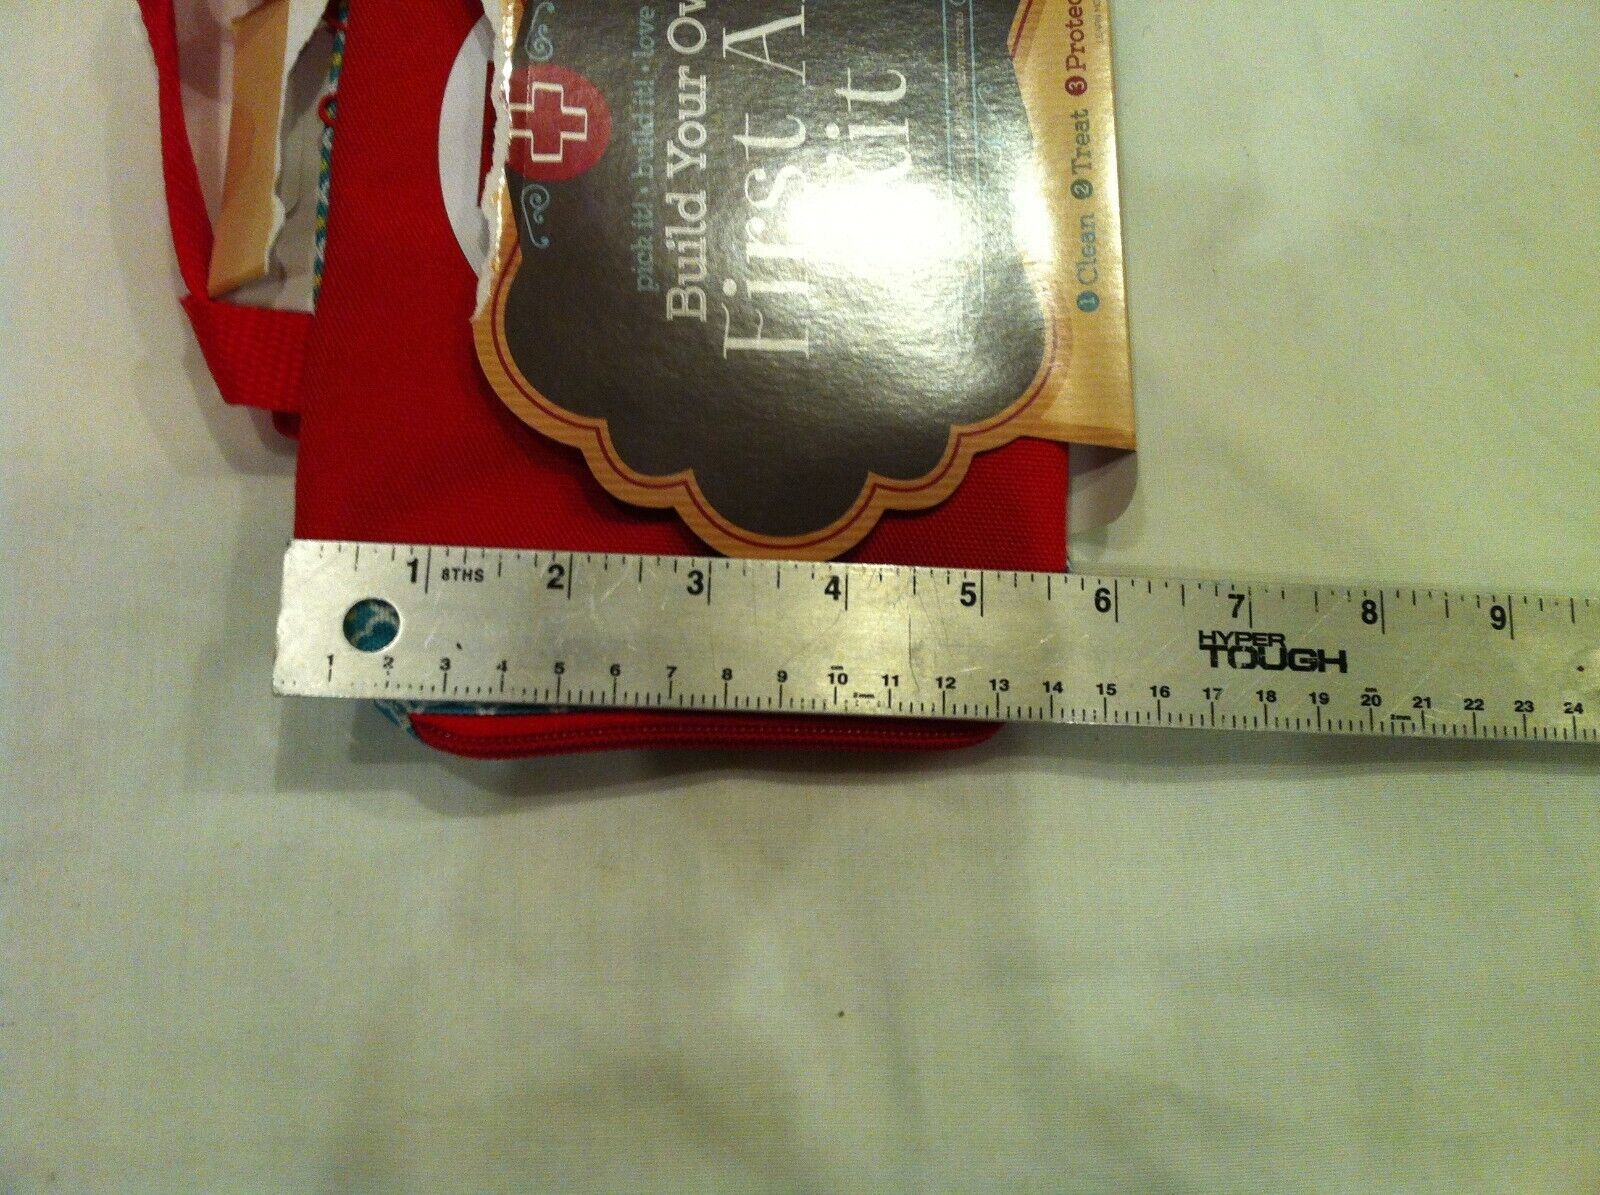 pick it! • build it! • love
Build Your Ow
First A
Kit
1 Clean 2 Treat 3 Protec
1 8THS 2 3 4 5 6 7 8 9
HYPER
TOUGH
1 2 3 4 5 6 7 8 9 10 11 12 13 14 15 16 17 18 19 20 21 22 23 24